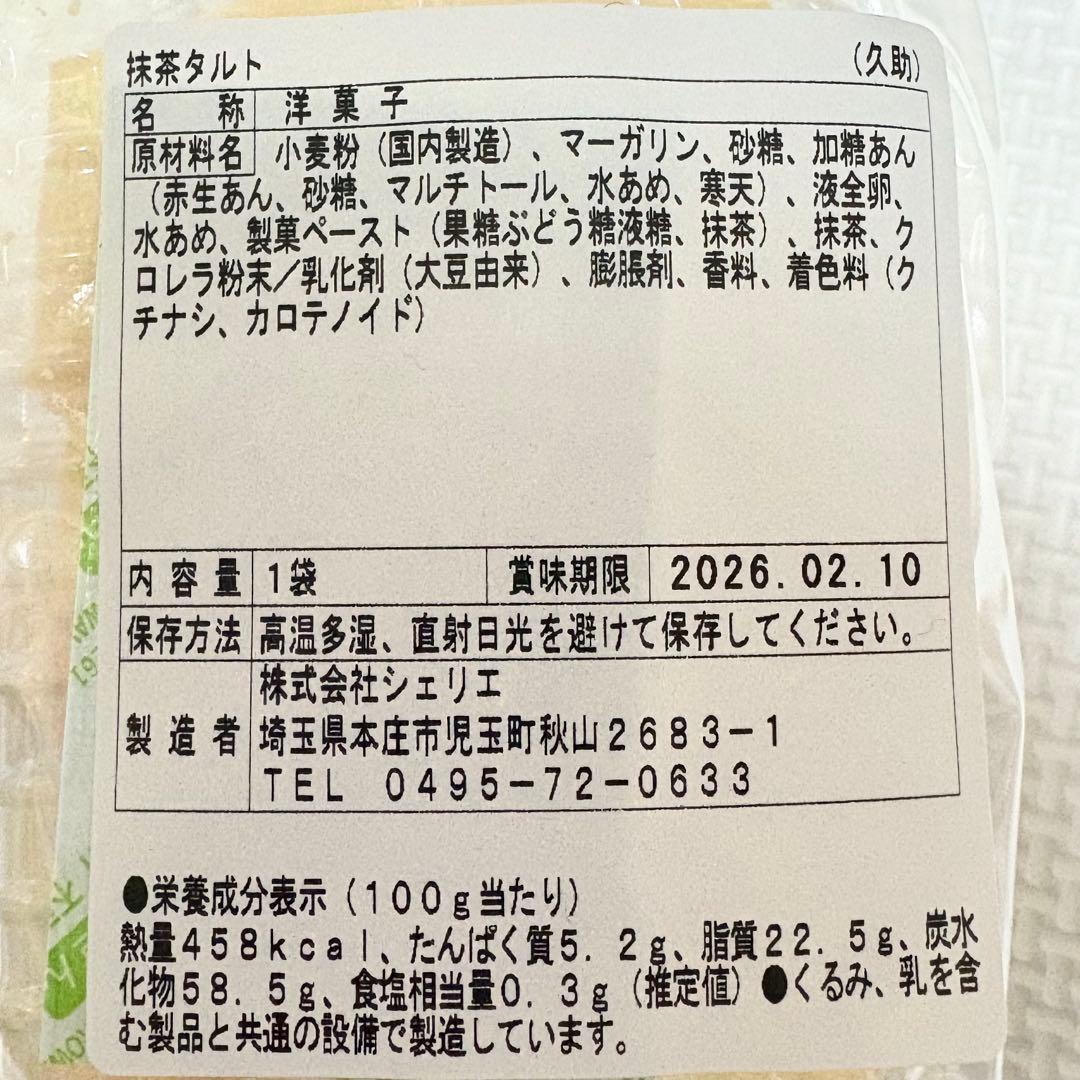 抹茶タルト （久助）
名称 洋菓子
原材料名 小麦粉（国内製造）、マーガリン、砂糖、加糖あん
（赤生あん、砂糖、マルチトール、水あめ、寒天）、液全卵、
水あめ、製菓ペースト（果糖ぶどう糖液糖、抹茶）、抹茶、ク
ロレラ粉末／乳化剤（大豆由来）、膨脹剤、香料、着色料（ク
チナシ、カロテノイド）
内容量 1袋 賞味期限 2026.02.10
保存方法 高温多湿、直射日光を避けて保存してください。
製造者 株式会社シェリエ
埼玉県本庄市児玉町秋山２６８３－１
ＴＥＬ ０４９５－７２－０６３３
●栄養成分表示（１００ｇ当たり）
熱量４５８ｋｃａｌ、たんぱく質５．２ｇ、脂質２２．５ｇ、炭水
化物５８．５ｇ、食塩相当量０．３ｇ（推定値）●くるみ、乳を含
む製品と共通の設備で製造しています。